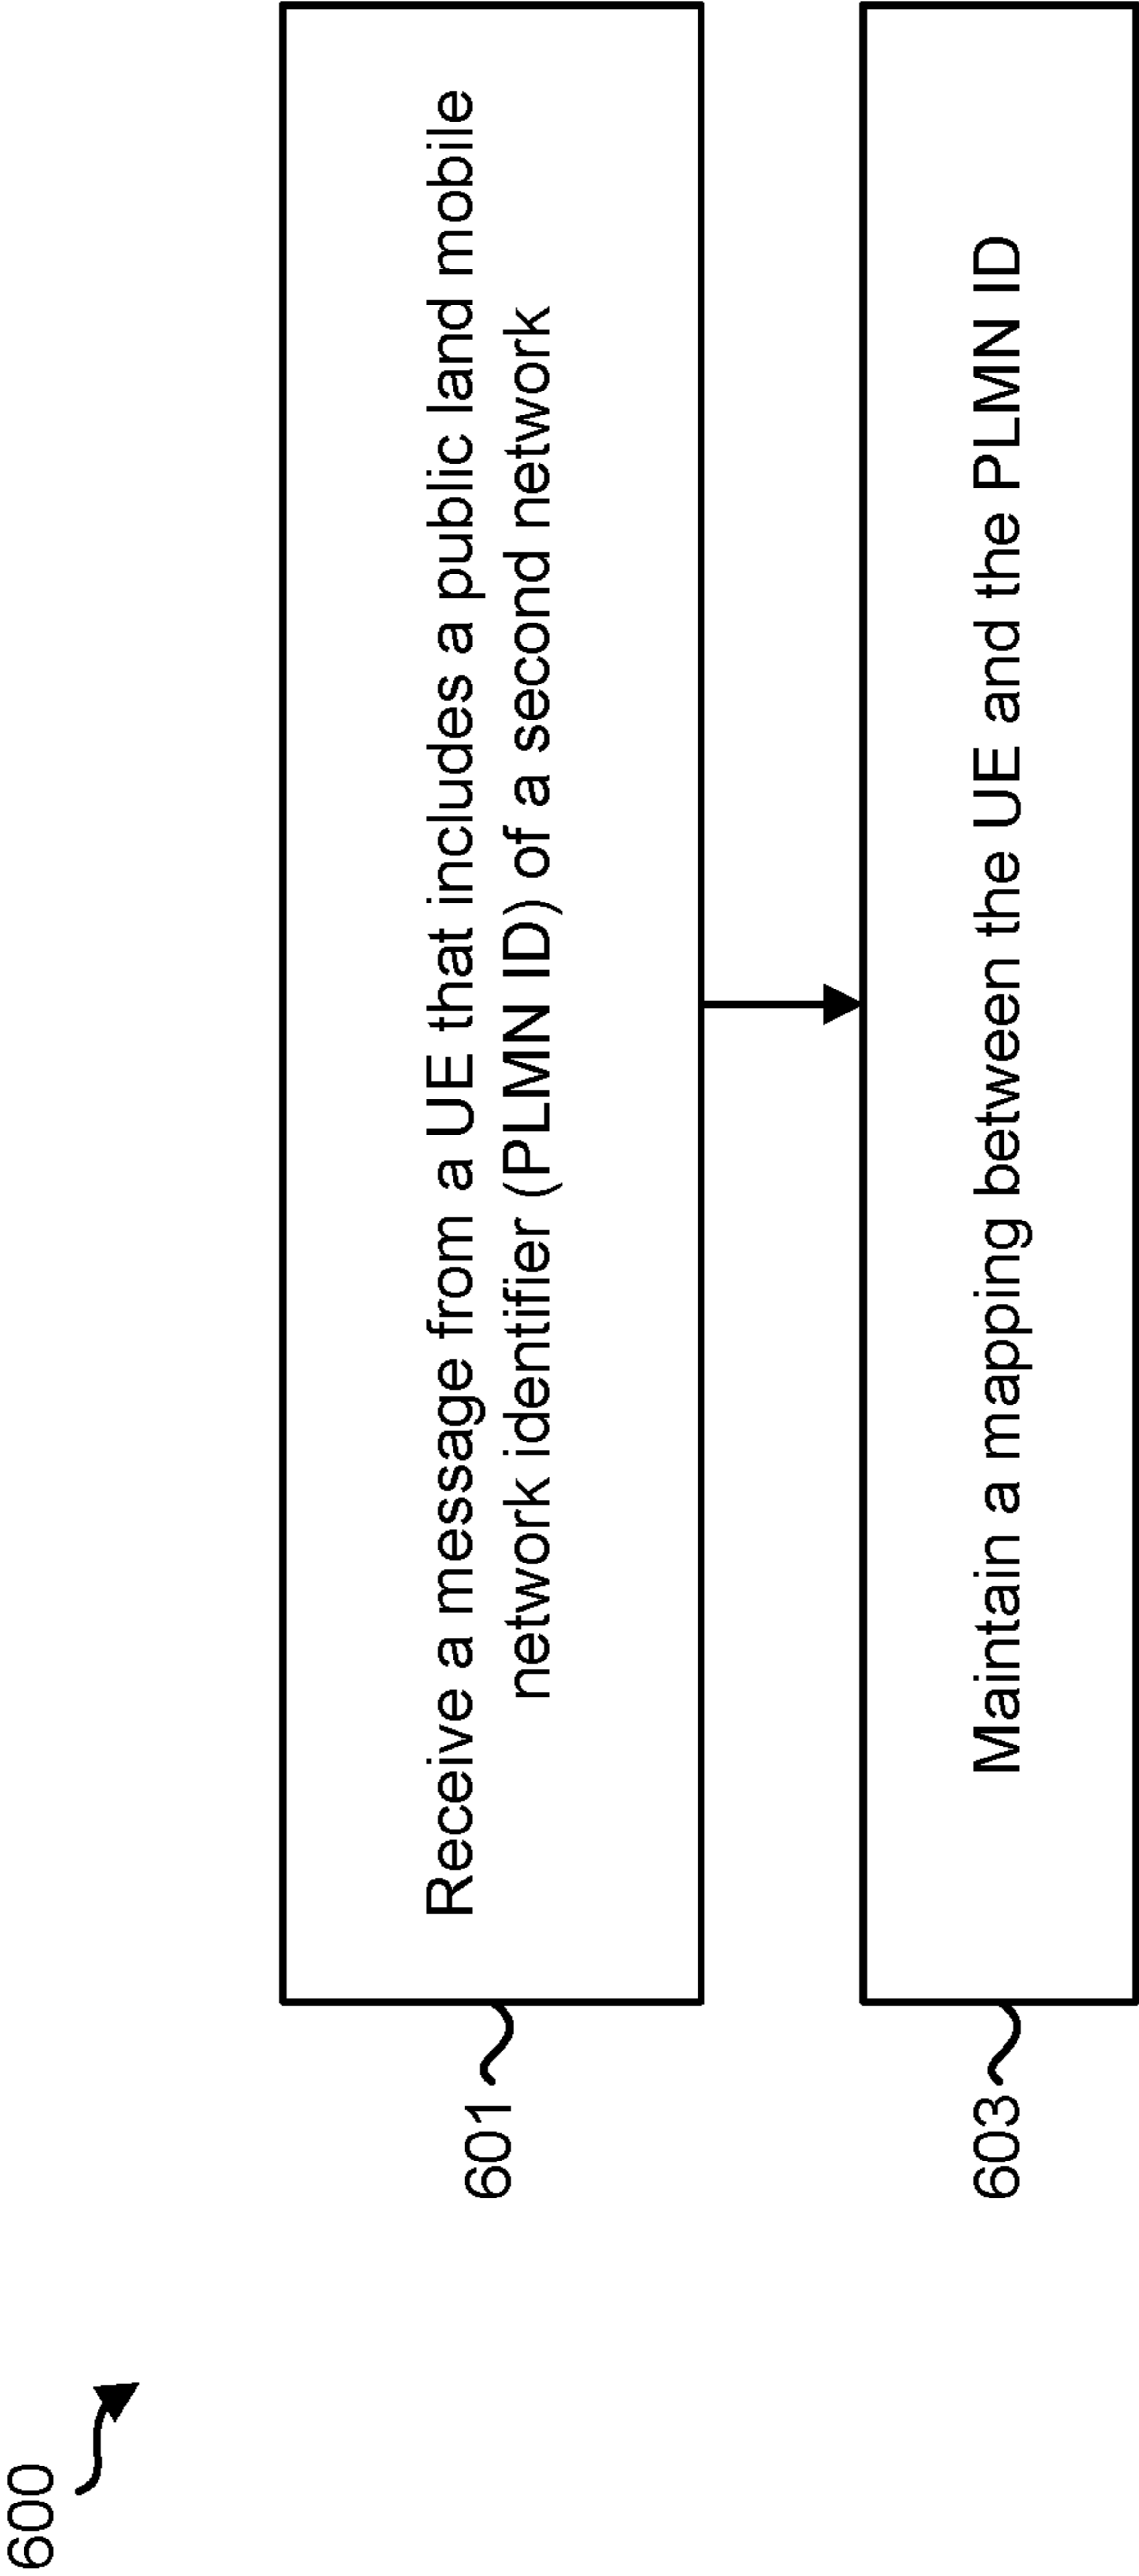 600
601
Receive a message from a UE that includes a public land mobile
network identifier (PLMN ID) of a second network
603
Maintain a mapping between the UE and the PLMN ID